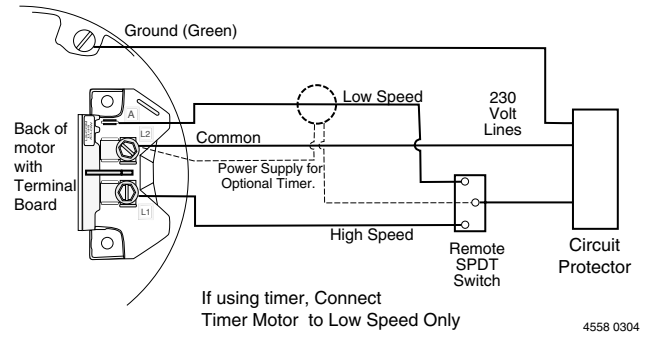 Ground (Green)
Low Speed
230
Volt
Lines
A
L2
Common
Back of
motor
with
Terminal
Board
Power Supply for
Optional Timer.
L1
High Speed
Remote
SPDT
Switch
Circuit
Protector
If using timer, Connect
Timer Motor to Low Speed Only
4558 0304